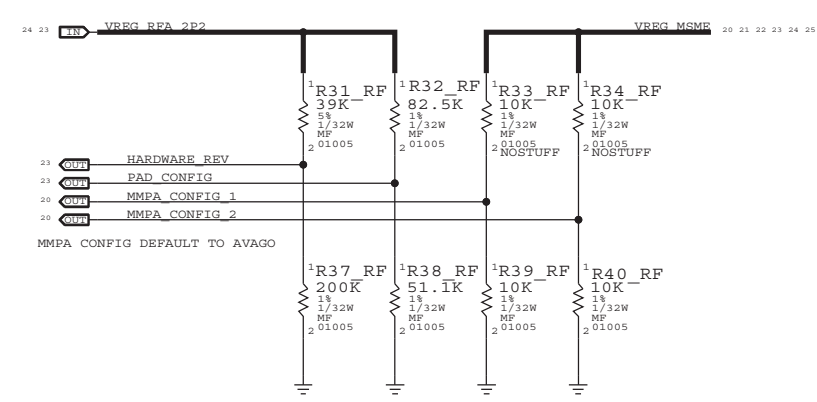 24 23 IN VREG_RFA_2P2 VREG_MSME 20 21 22 23 24 25
1 R31_RF 1 R32_RF 1 R33_RF 1 R34_RF
39K 82.5K 10K 10K
5% 1% 1% 1%
1/32W 1/32W 1/32W 1/32W
MF MF MF MF
2 01005 2 01005 2 01005 2 01005
NOSTUFF NOSTUFF
23 OUT HARDWARE_REV
23 OUT PAD_CONFIG
20 OUT MMPA_CONFIG_1
20 OUT MMPA_CONFIG_2
MMPA CONFIG DEFAULT TO AVAGO
1 R37_RF 1 R38_RF 1 R39_RF 1 R40_RF
200K 51.1K 10K 10K
1% 1% 1% 1%
1/32W 1/32W 1/32W 1/32W
MF MF MF MF
2 01005 2 01005 2 01005 2 01005